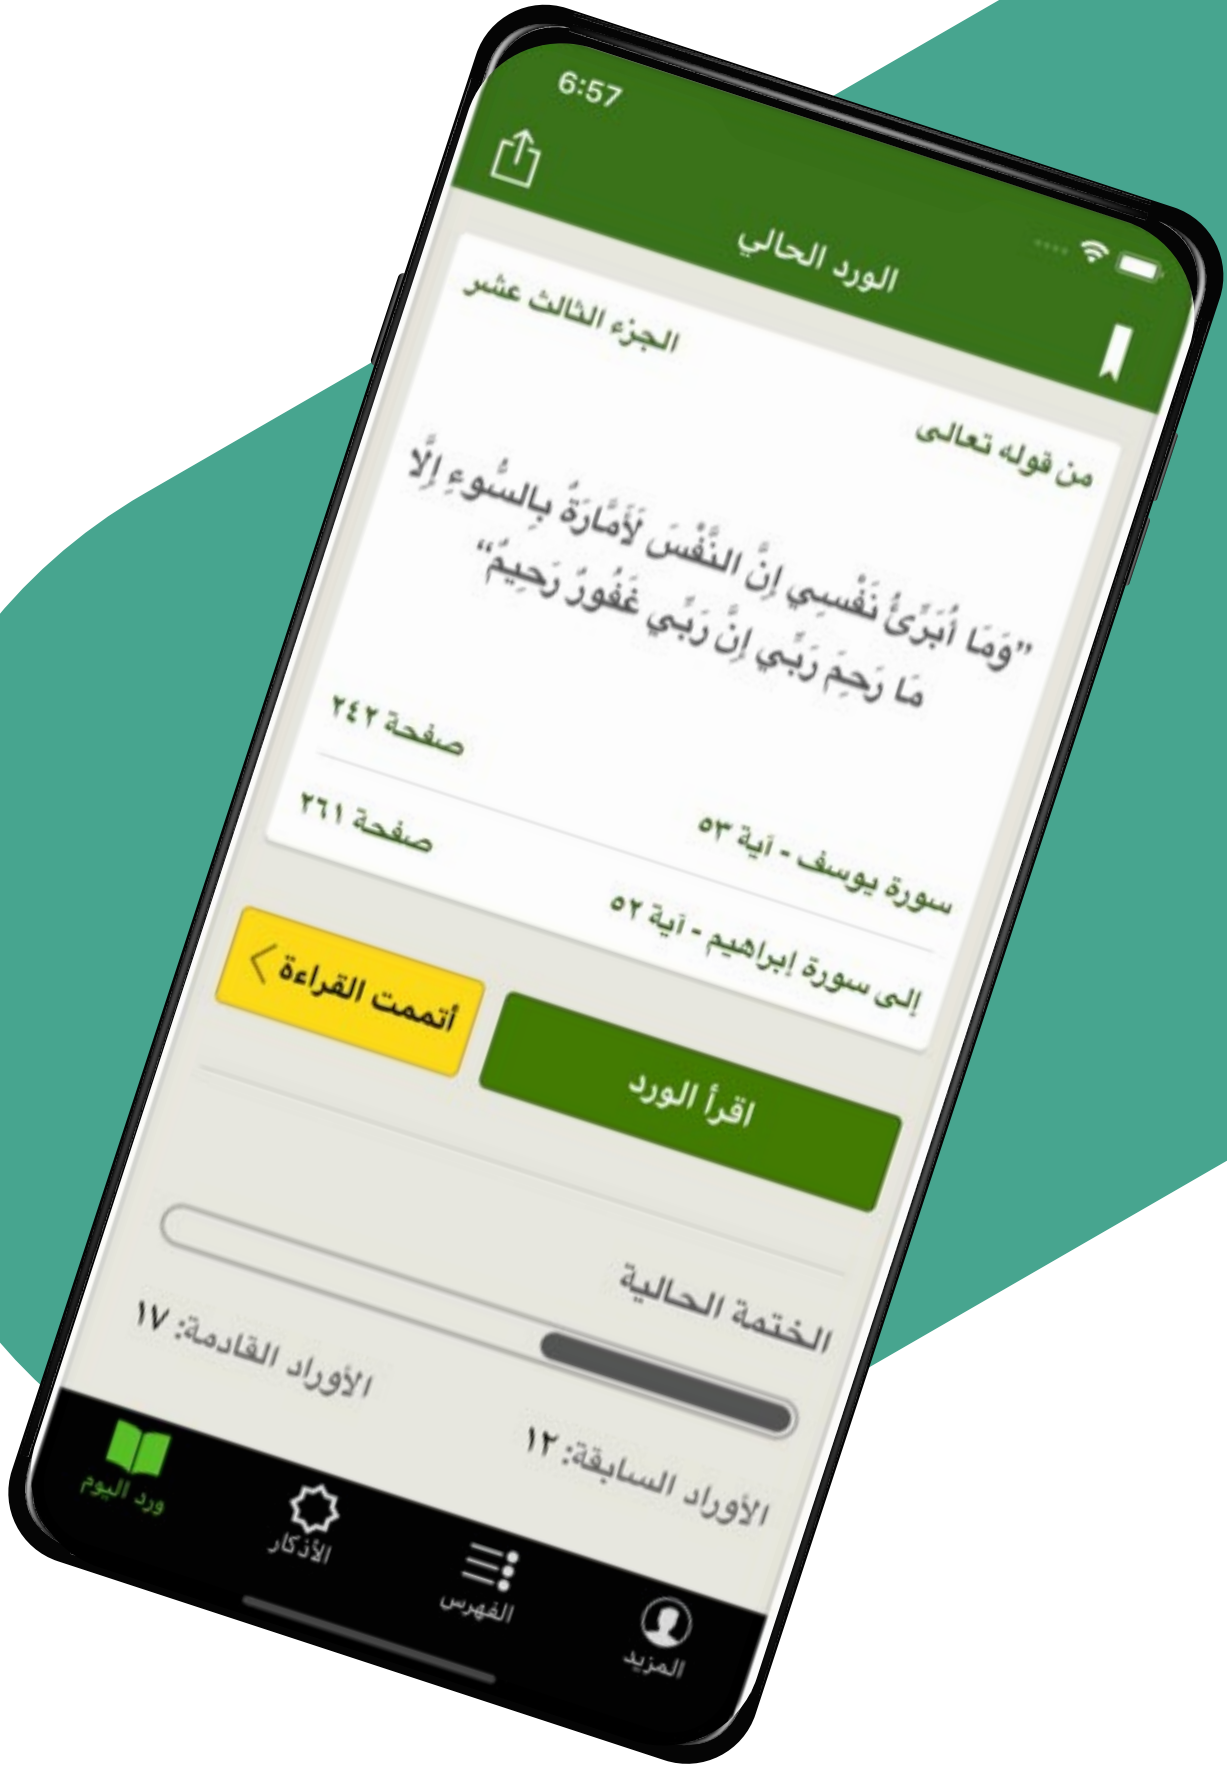 6:57
الورد الحالي
من قوله تعالى
الجزء الثالث عشر
”وَمَا أُبَرِّئُ نَفْسِي إِنَّ النَّفْسَ لَأَمَّارَةٌ بِالسُّوءِ إِلَّا
مَا رَحِمَ رَبِّي إِنَّ رَبِّي غَفُورٌ رَحِيمٌ“
سورة يوسف - آية ٥٣
صفحة ٢٤٢
إلى سورة إبراهيم - آية ٥٢
صفحة ٢٦١
اقرأ الورد
أتممت القراءة
الختمة الحالية
الأوراد السابقة: ١٢
الأوراد القادمة: ١٧
المزيد
الفهرس
الأذكار
ورد اليوم